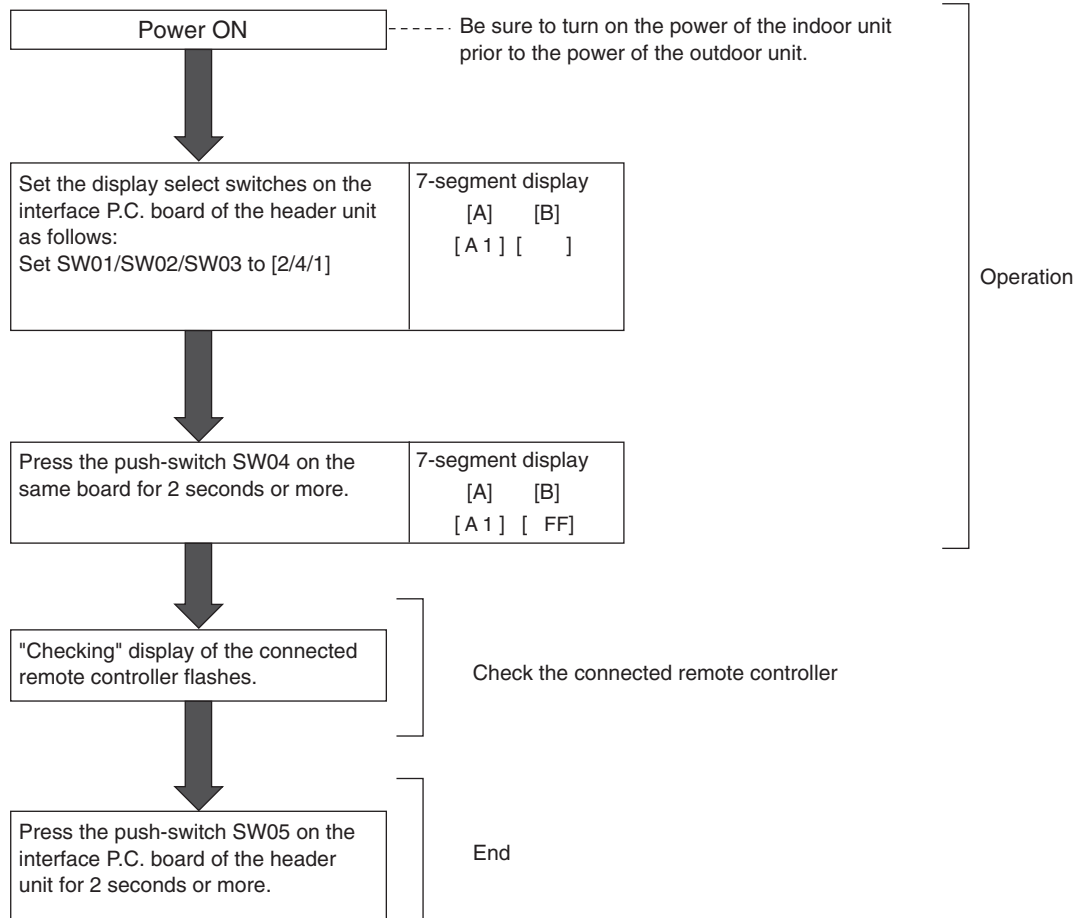 Power ON
Be sure to turn on the power of the indoor unit
prior to the power of the outdoor unit.
Set the display select switches on the
interface P.C. board of the header unit
as follows:
Set SW01/SW02/SW03 to [2/4/1]
7-segment display
[A] [B]
[ A 1 ] [ ]
Operation
Press the push-switch SW04 on the
same board for 2 seconds or more.
7-segment display
[A] [B]
[ A 1 ] [ FF]
"Checking" display of the connected
remote controller flashes.
Check the connected remote controller
Press the push-switch SW05 on the
interface P.C. board of the header
unit for 2 seconds or more.
End